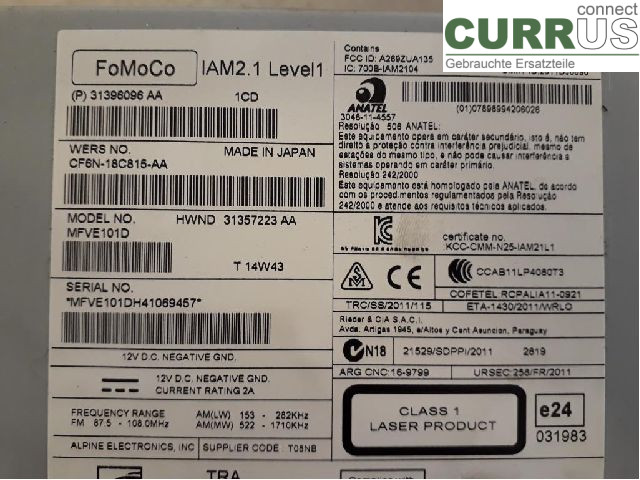 connect
CURRUS
Gebrauchte Ersatzteile
FoMoCo IAM2.1 Level1
(P) 31396096 AA 1CD
WERS NO. MADE IN JAPAN
CF6N-18C815-AA
MODEL NO. HWND 31357223 AA
MFVE101D
T 14W43
SERIAL NO.
*MFVE101DH41069457*
12V D.C. NEGATIVE GND.
12V D.C. NEGATIVE GND.
CURRENT RATING 2A
FREQUENCY RANGE AM(LW) 153 - 282KHz
FM 87.5 - 108.0MHz AM(MW) 522 - 1710KHz
ALPINE ELECTRONICS, INC SUPPLIER CODE : T05NB
Contains
FCC ID: A269ZUA135
IC: 700B-IAM2104
ANATEL
3046-11-4557
(01)07898994206026
Resolução 506 ANATEL:
Este equipamento opera em caráter secundário, isto é, não tem
direito à proteção contra interferência prejudicial, mesmo de
estações do mesmo tipo, e não pode causar interferência a
sistemas operando em caráter primário.
Resolução 242/2000
Este equipamento está homologado pela ANATEL, de acordo
com os procedimentos regulamentados pela Resolução
242/2000 e atende aos requisitos técnicos aplicados.
certificate no.
KCC-CMM-N25-IAM21L1
CE
CCAB11LP4080T3
COFETEL RCPALIA11-0921
TRC/SS/2011/115 ETA-1430/2011/WRLO
Rieder & CIA S.A.C.I.
Avda. Artigas 1945, e/Altos y Cent Asuncion, Paraguay
N18 21529/SDPPI/2011 2819
ARG CNC:16-9799 URSEC:258/FR/2011
CLASS 1
LASER PRODUCT
e24
031983
TRA
Complies with